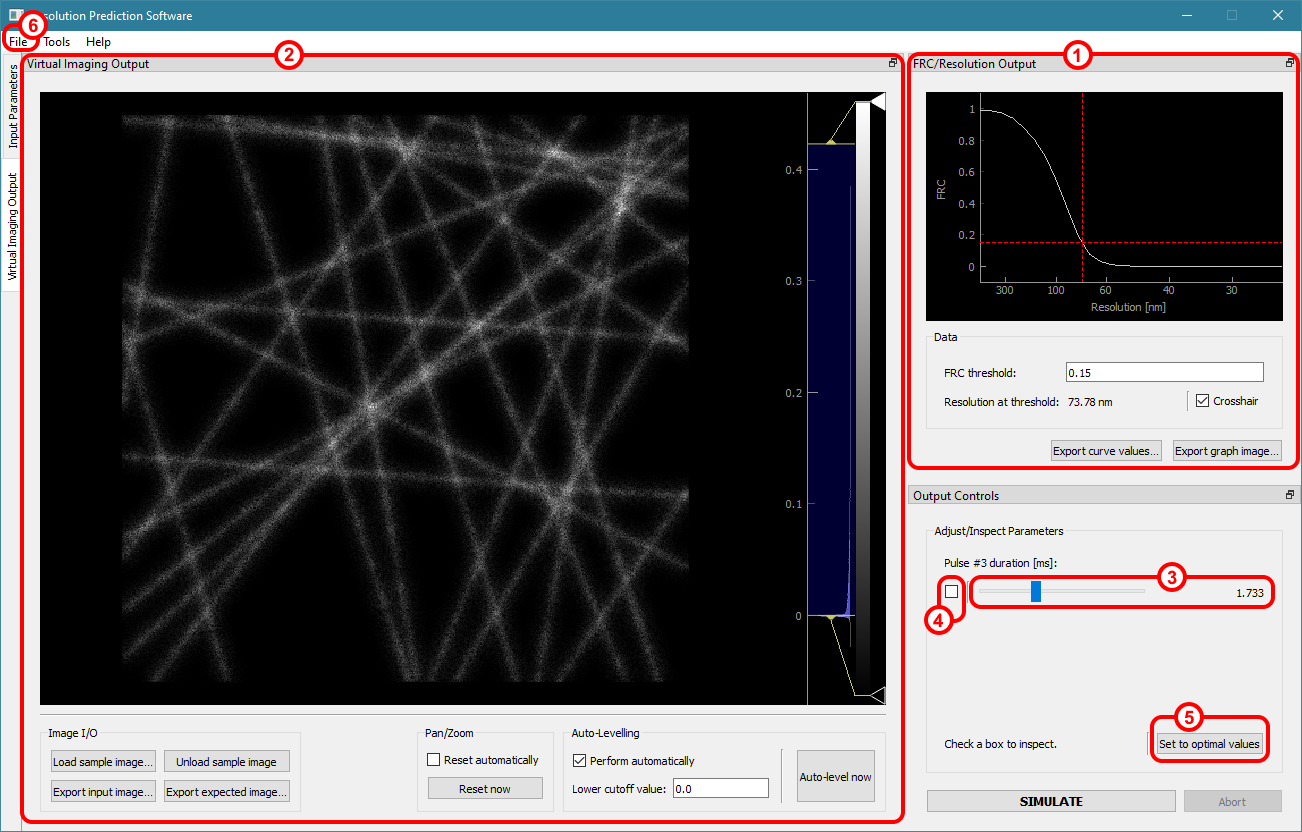 solution Prediction Software
6
File Tools Help
2
1
Virtual Imaging Output
FRC/Resolution Output
Input Parameters
Virtual Imaging Output
0.4
0.3
0.2
0.1
0
FRC
1
0.8
0.6
0.4
0.2
0
300 100 60 40 30
Resolution [nm]
Data
FRC threshold: 0.15
Resolution at threshold: 73.78 nm Crosshair
Export curve values... Export graph image...
Output Controls
Adjust/Inspect Parameters
Pulse #3 duration [ms]:
3
1.733
4
5
Check a box to inspect. Set to optimal values
SIMULATE Abort
Image I/O
Load sample image... Unload sample image
Export input image... Export expected image...
Pan/Zoom
Reset automatically
Reset now
Auto-Levelling
Perform automatically
Lower cutoff value: 0.0
Auto-level now